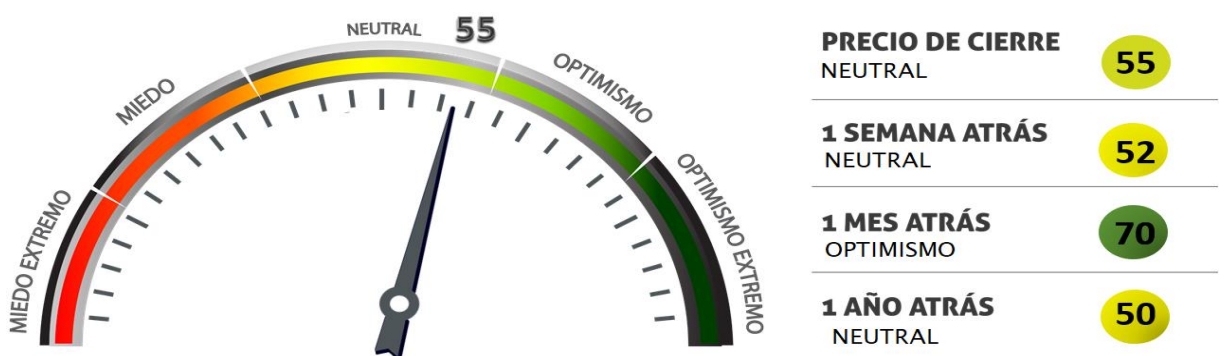 MIEDO EXTREMO
MIEDO
NEUTRAL
55
OPTIMISMO
OPTIMISMO EXTREMO
PRECIO DE CIERRE
NEUTRAL
55
1 SEMANA ATRÁS
NEUTRAL
52
1 MES ATRÁS
OPTIMISMO
70
1 AÑO ATRÁS
NEUTRAL
50